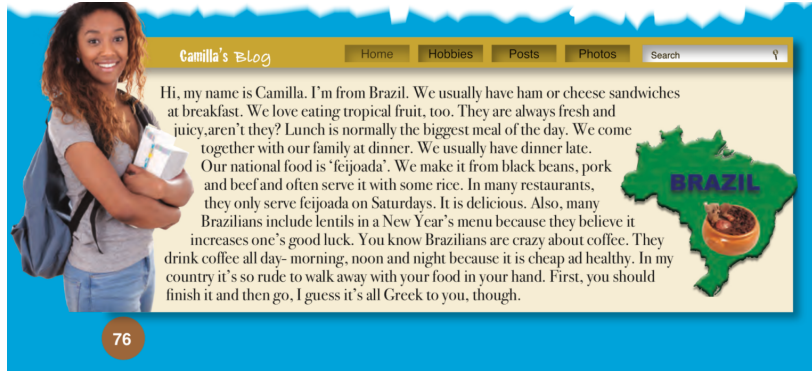 Camilla's Blog
Home Hobbies Posts Photos Search
Hi, my name is Camilla. I'm from Brazil. We usually have ham or cheese sandwiches
at breakfast. We love eating tropical fruit, too. They are always fresh and
juicy,aren't they? Lunch is normally the biggest meal of the day. We come
together with our family at dinner. We usually have dinner late.
Our national food is 'feijoada'. We make it from black beans, pork
and beef and often serve it with some rice. In many restaurants,
they only serve feijoada on Saturdays. It is delicious. Also, many
Brazilians include lentils in a New Year's menu because they believe it
increases one's good luck. You know Brazilians are crazy about coffee. They
drink coffee all day- morning, noon and night because it is cheap ad healthy. In my
country it's so rude to walk away with your food in your hand. First, you should
finish it and then go, I guess it's all Greek to you, though.
BRAZIL
76